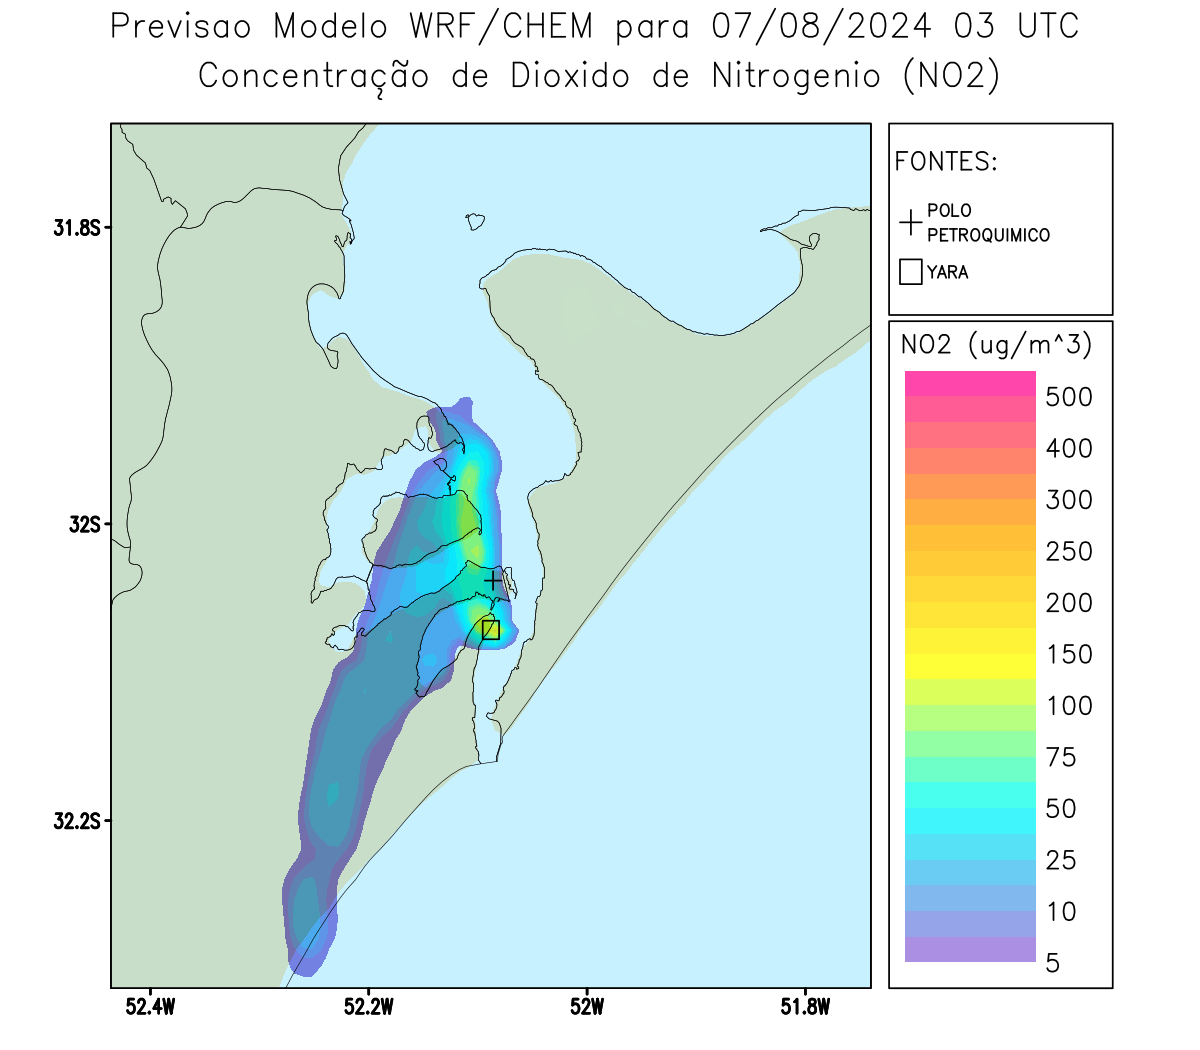 Previsao Modelo WRF/CHEM para 07/08/2024 03 UTC
Concentração de Dioxido de Nitrogenio (NO2)
FONTES:
POLO
PETROQUIMICO
YARA
NO2 (ug/m^3)
500
400
300
250
200
150
100
75
50
25
10
5
31.8S
32S
32.2S
52.4W
52.2W
52W
51.8W